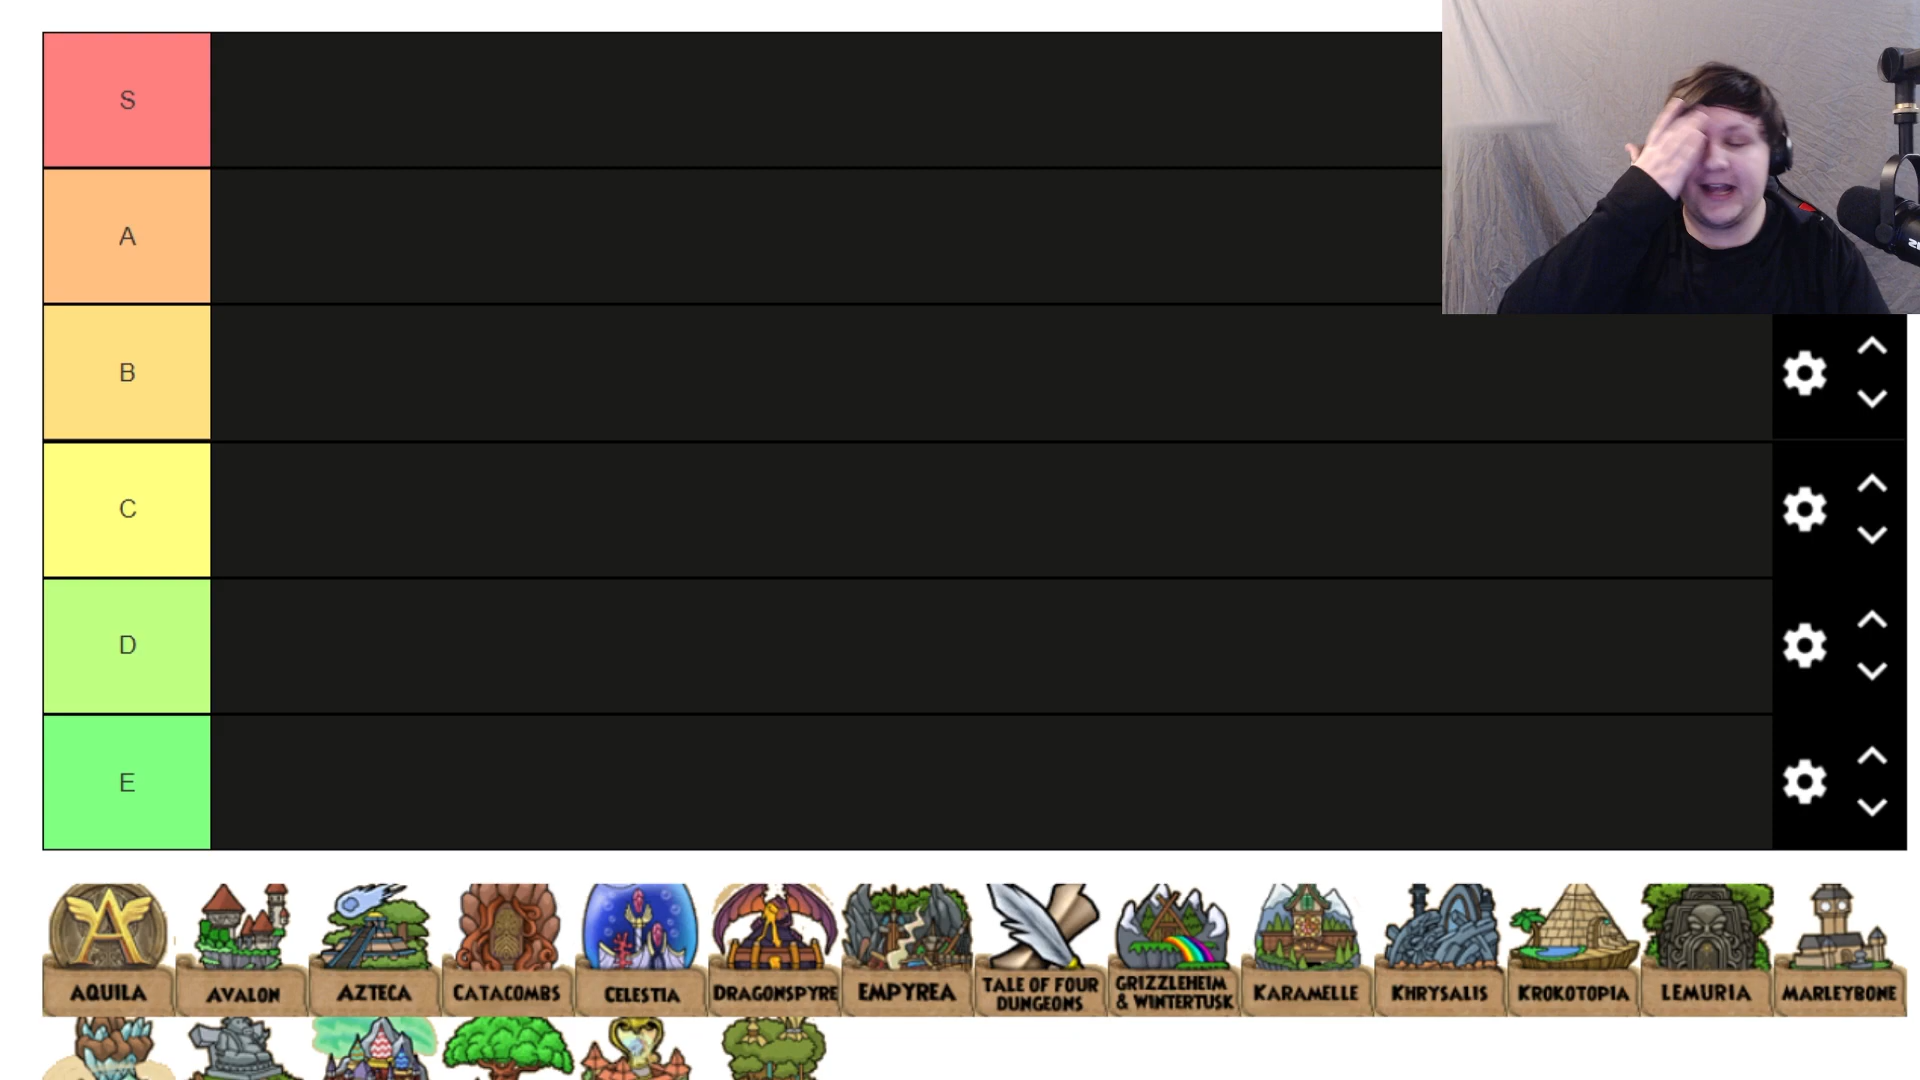 S
A
B
C
D
E
AQUILA
AVALON
AZTECA
CATACOMBS
CELESTIA
DRAGONSPYRE
EMPYREA
TALE OF FOUR
DUNGEONS
GRIZZLEHEIM
& WINTERTUSK
KARAMELLE
KHRYSALIS
KROKOTOPIA
LEMURIA
MARLEYBONE